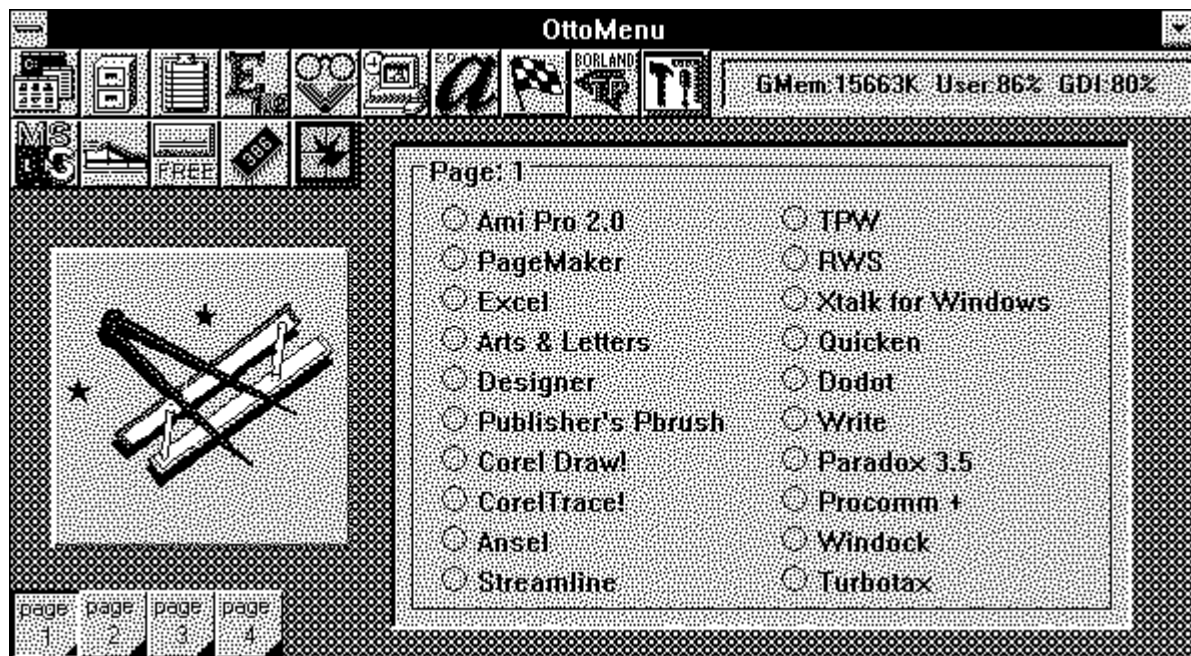 OttoMenu
BORLAND
GMem:15663K User:86% GDI:80%
MS
FREE
386
Page: 1
Ami Pro 2.0
PageMaker
Excel
Arts & Letters
Designer
Publisher's Pbrush
Corel Draw!
CorelTrace!
Ansel
Streamline
TPW
RWS
Xtalk for Windows
Quicken
Dodot
Write
Paradox 3.5
Procomm +
Windock
Turbotax
page 1
page 2
page 3
page 4